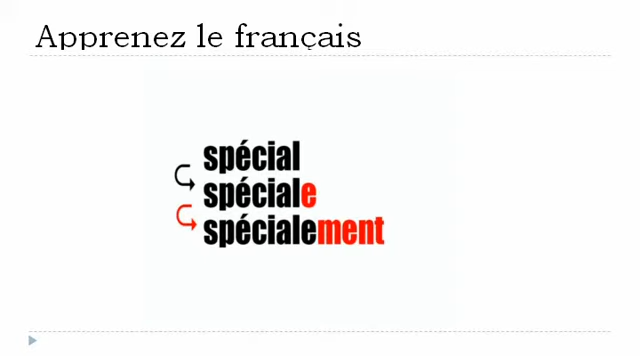 Apprenez le français
spécial
spéciale
spécialement